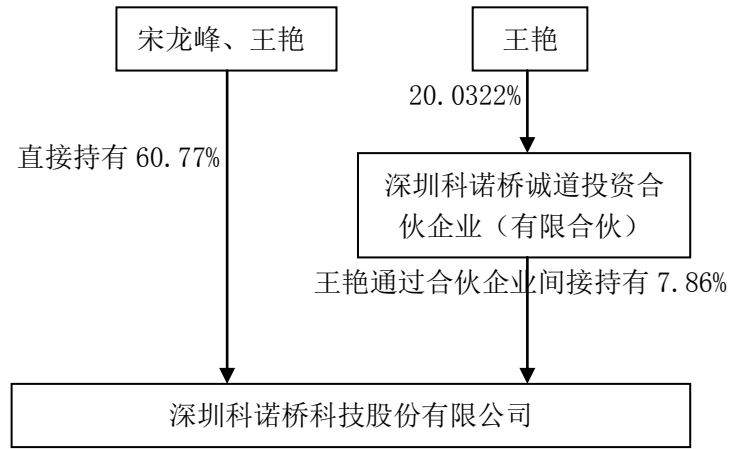 宋龙峰、王艳
王艳
20.0322%
直接持有 60.77%
深圳科诺桥诚道投资合
伙企业（有限合伙）
王艳通过合伙企业间接持有 7.86%
深圳科诺桥科技股份有限公司